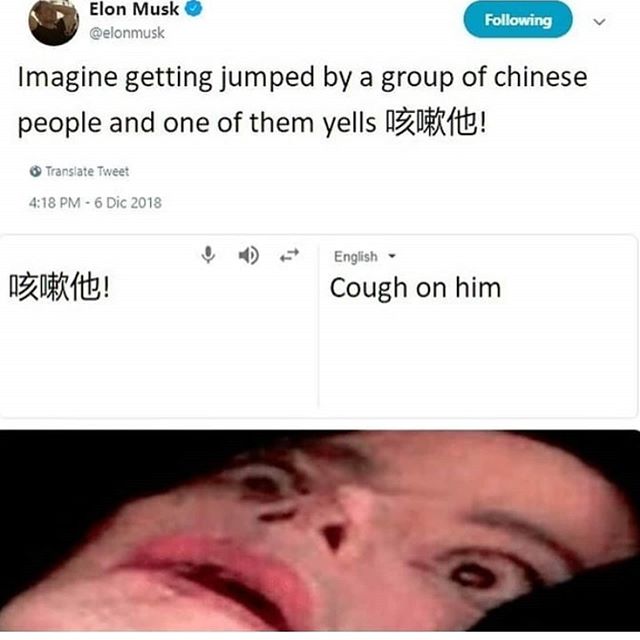 Elon Musk
@elonmusk
Following
Imagine getting jumped by a group of chinese
people and one of them yells 咳嗽他!
Translate Tweet
4:18 PM - 6 Dic 2018
English
咳嗽他!
Cough on him